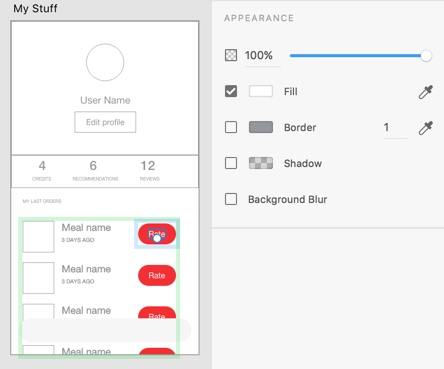 My Stuff
User Name
Edit profile
4 6 12
CREDITS RECOMMENDATIONS REVIEWS
MY LAST ORDERS
Meal name
3 DAYS AGO
Rate
Meal name
3 DAYS AGO
Rate
Meal name
Rate
Meal name
APPEARANCE
100%
Fill
Border 1
Shadow
Background Blur